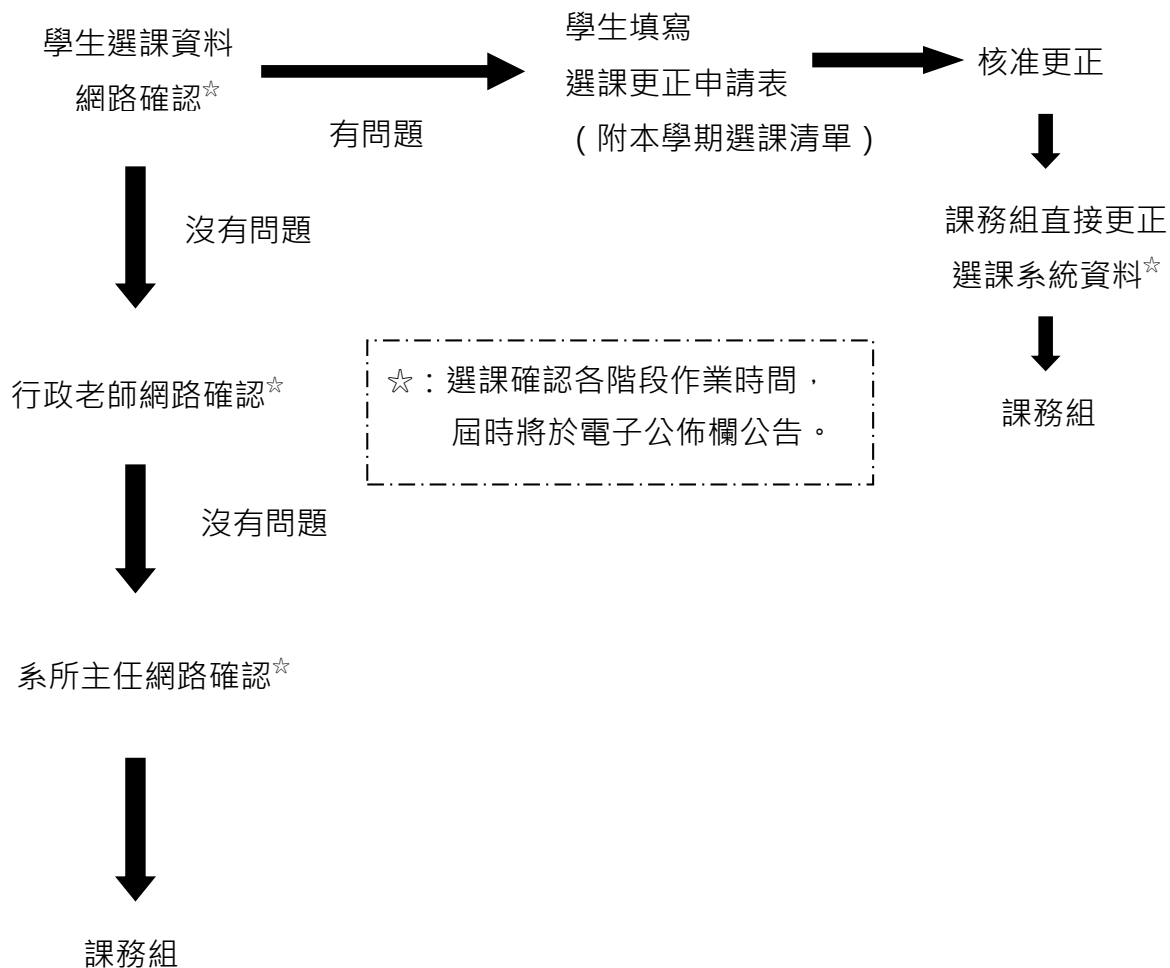 學生選課資料
網路確認☆
有問題
學生填寫
選課更正申請表
（附本學期選課清單）
核准更正
課務組直接更正
選課系統資料☆
課務組
沒有問題
行政老師網路確認☆
☆：選課確認各階段作業時間，
屆時將於電子公佈欄公告。
沒有問題
系所主任網路確認☆
課務組